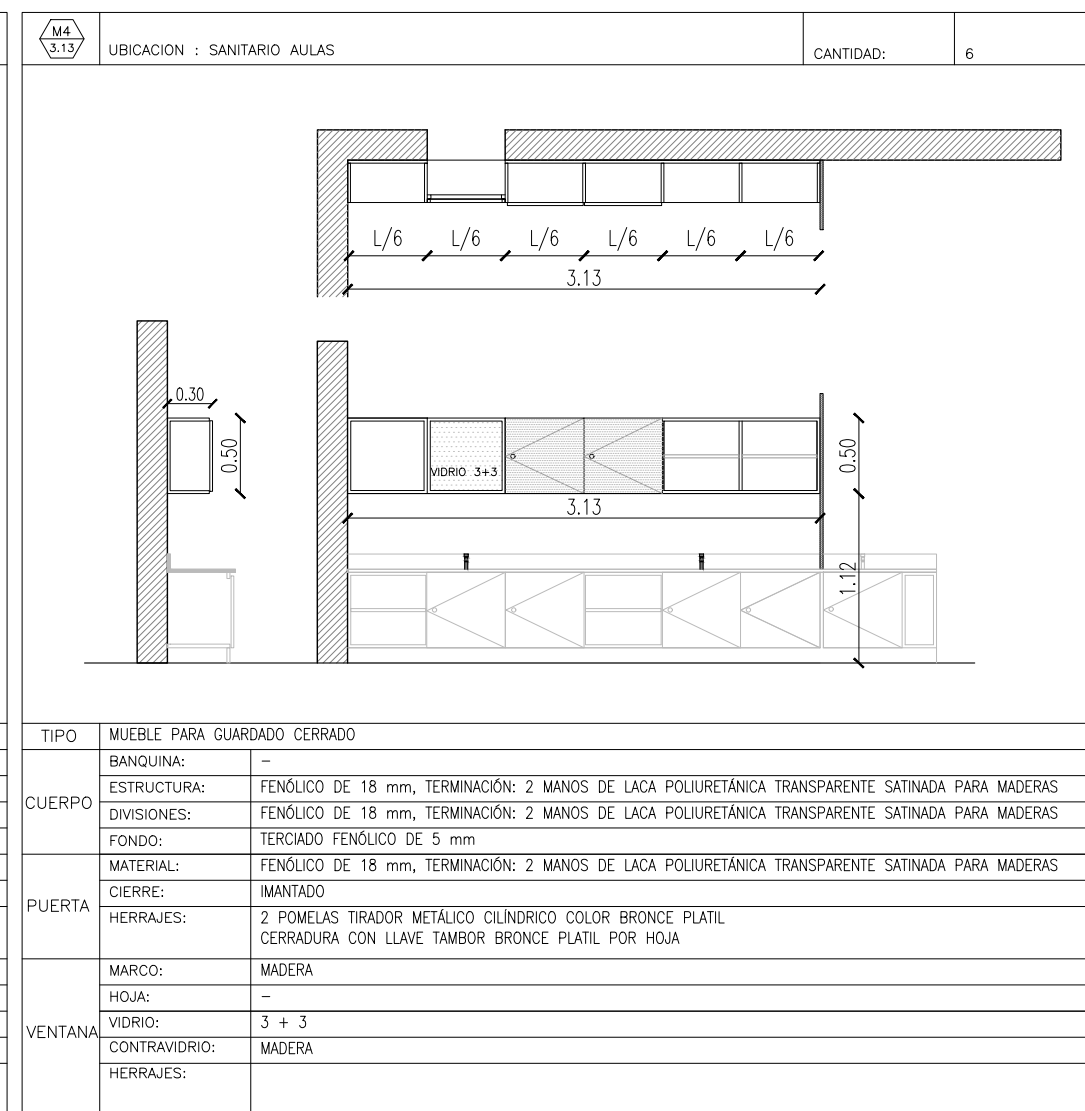 M4
3.13
UBICACION : SANITARIO AULAS
CANTIDAD:
6
L/6 L/6 L/6 L/6 L/6 L/6
3.13
0.30
0.50
VIDRIO 3+3
0.50
3.13
1.12
TIPO MUEBLE PARA GUARDADO CERRADO
CUERPO
BANQUINA: -
ESTRUCTURA: FENÓLICO DE 18 mm, TERMINACIÓN: 2 MANOS DE LACA POLIURETÁNICA TRANSPARENTE SATINADA PARA MADERAS
DIVISIONES: FENÓLICO DE 18 mm, TERMINACIÓN: 2 MANOS DE LACA POLIURETÁNICA TRANSPARENTE SATINADA PARA MADERAS
FONDO: TERCIADO FENÓLICO DE 5 mm
PUERTA
MATERIAL: FENÓLICO DE 18 mm, TERMINACIÓN: 2 MANOS DE LACA POLIURETÁNICA TRANSPARENTE SATINADA PARA MADERAS
CIERRE: IMANTADO
HERRAJES: 2 POMELAS TIRADOR METÁLICO CILÍNDRICO COLOR BRONCE PLATIL
CERRADURA CON LLAVE TAMBOR BRONCE PLATIL POR HOJA
VENTANA
MARCO: MADERA
HOJA: -
VIDRIO: 3 + 3
CONTRAVIDRIO: MADERA
HERRAJES: